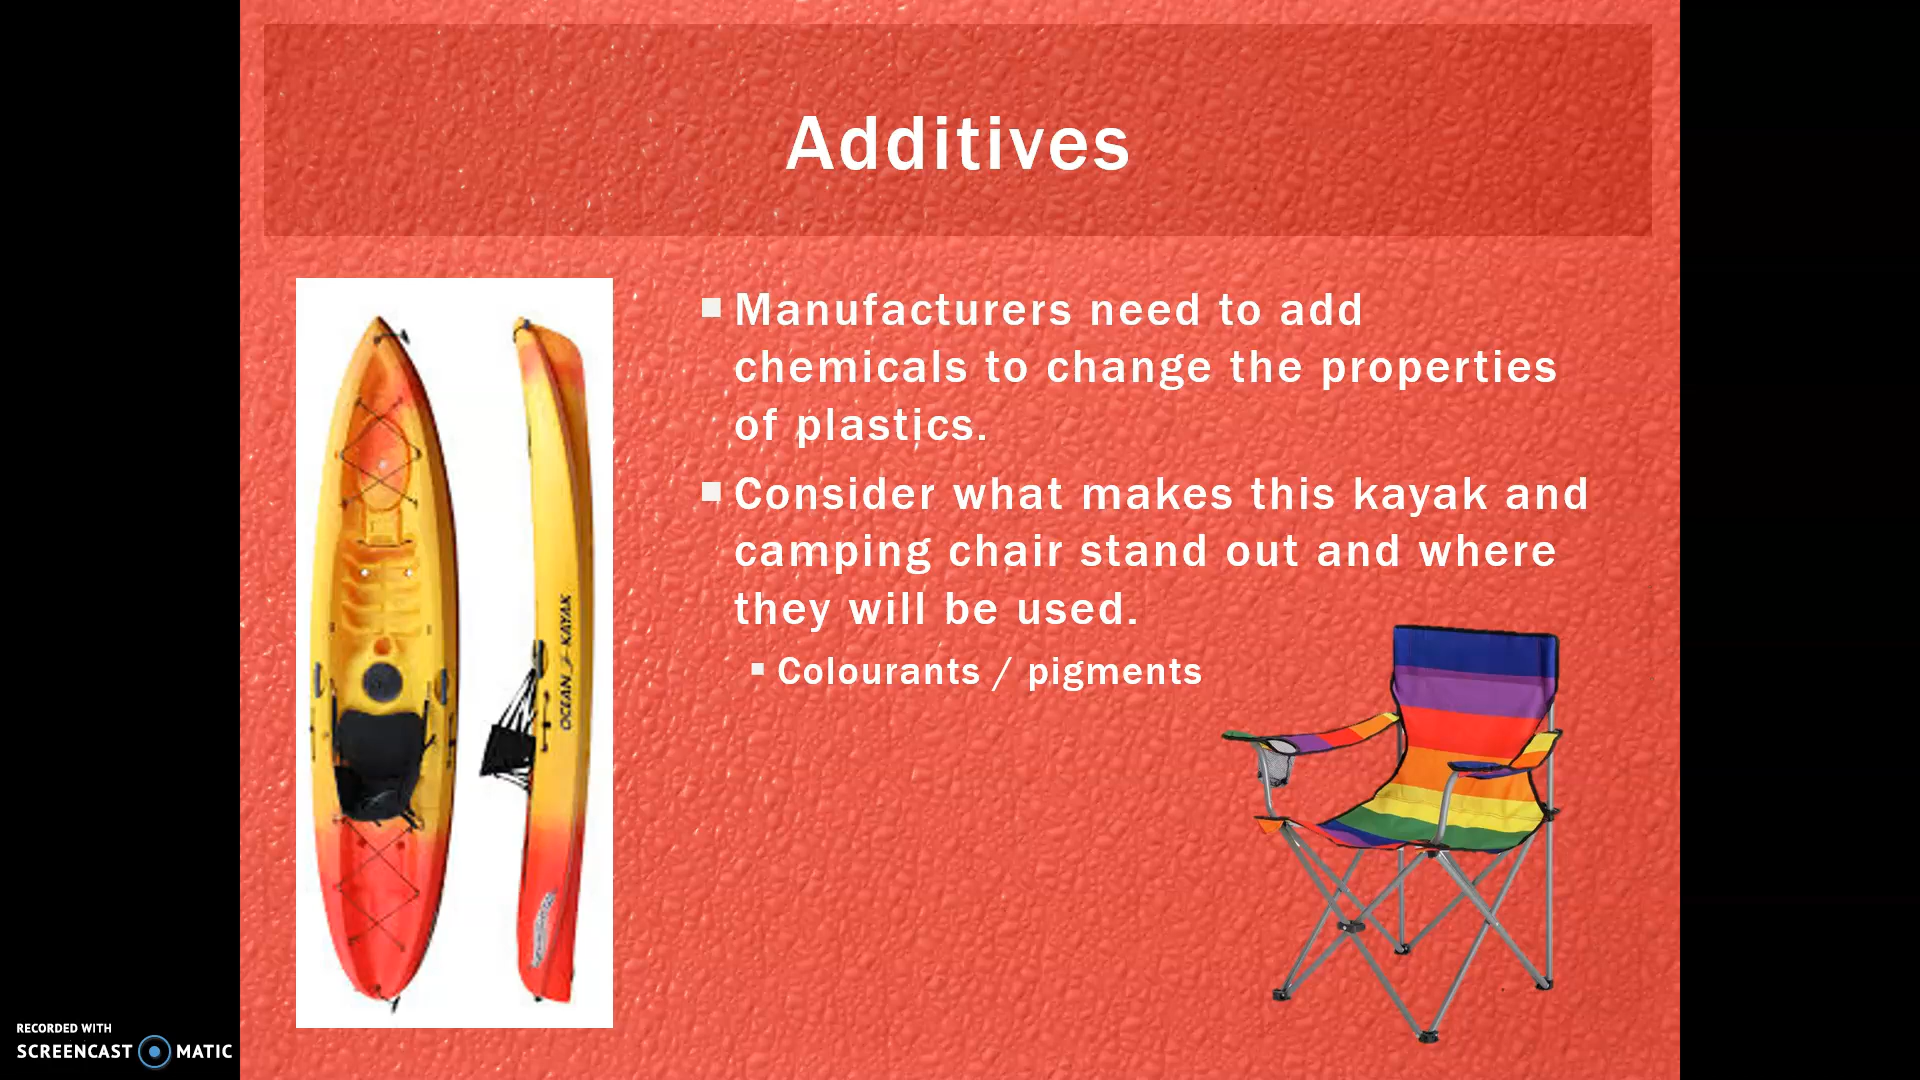 Additives
Manufacturers need to add
chemicals to change the properties
of plastics.
Consider what makes this kayak and
camping chair stand out and where
they will be used.
Colourants / pigments
OCEAN KAYAK
RECORDED WITH
SCREENCAST MATIC